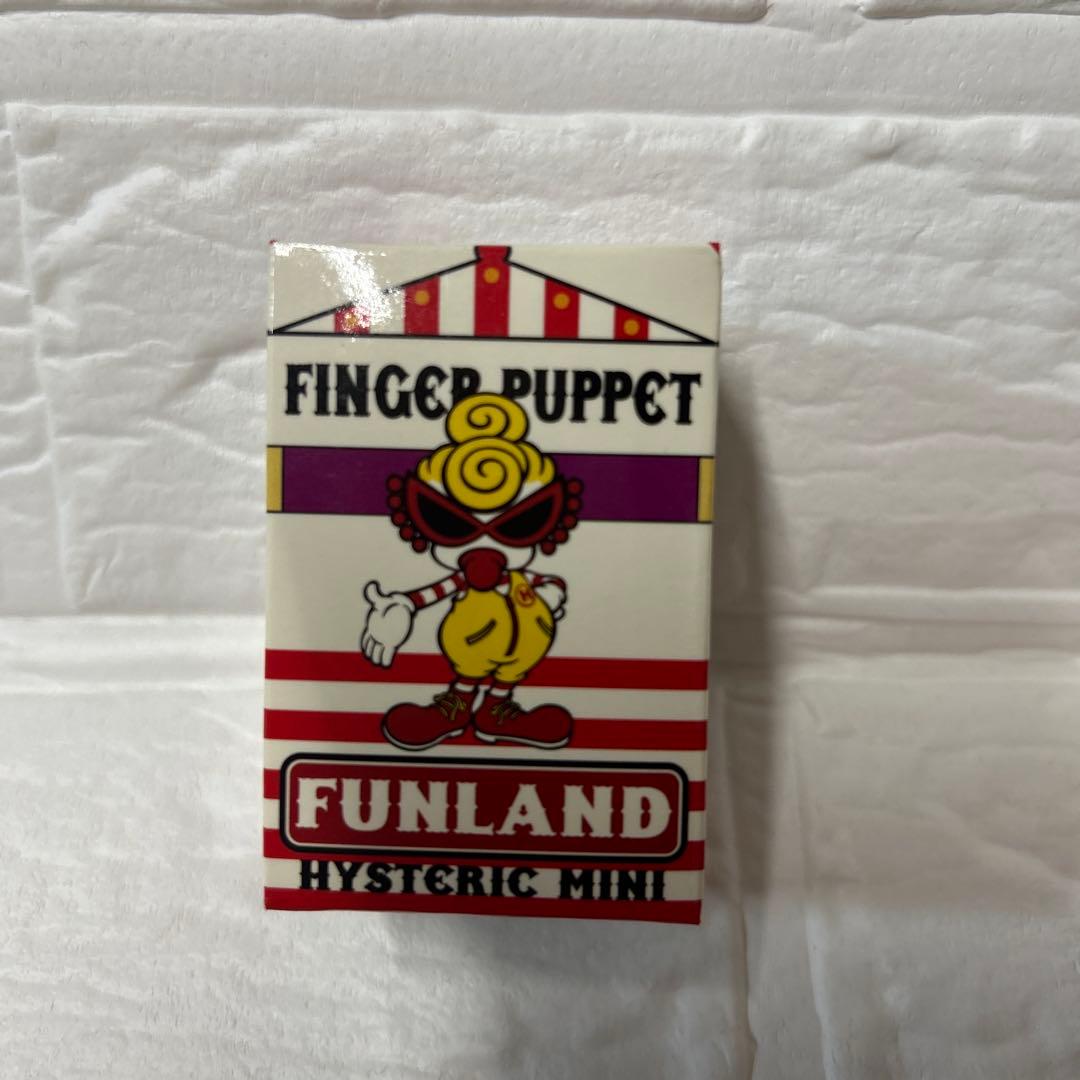 FINGER PUPPET
H
FUNLAND
HYSTERIC MINI